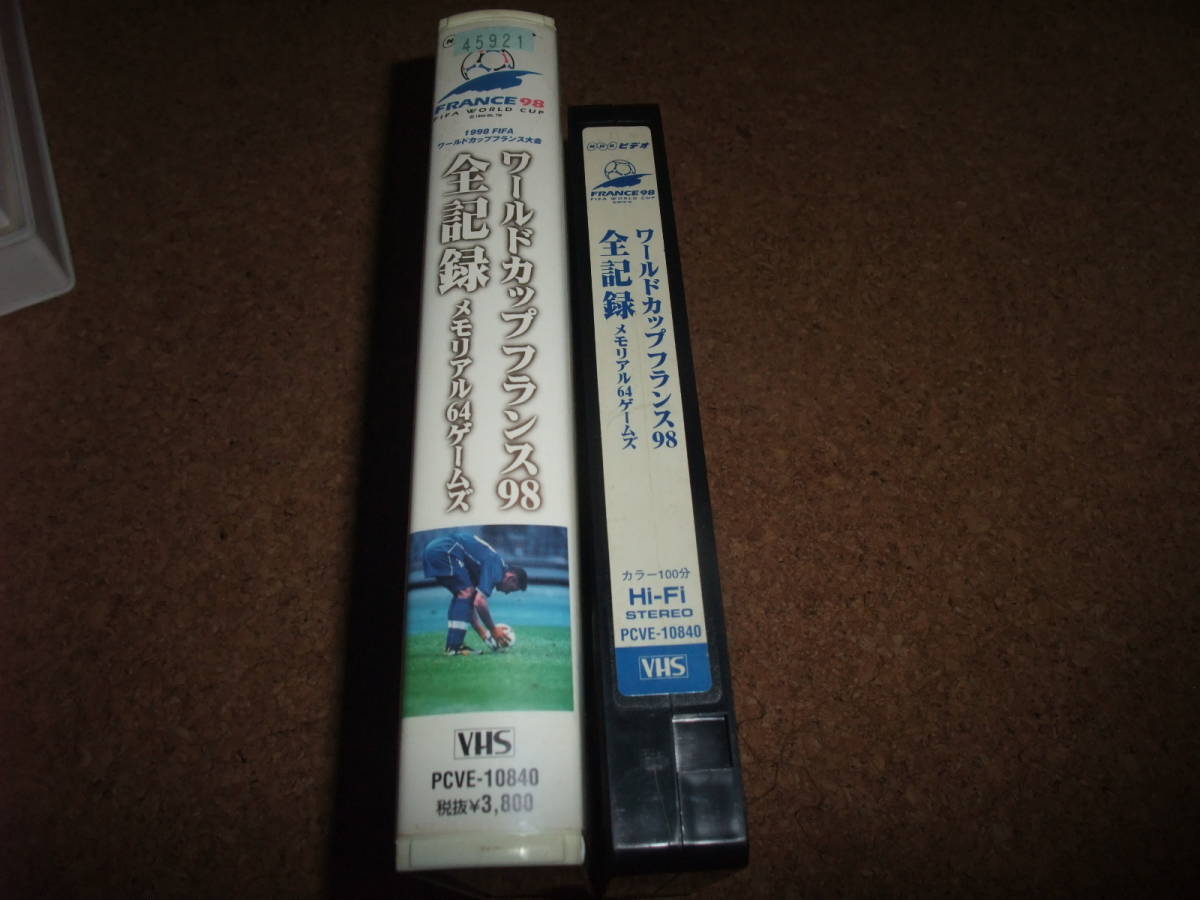 45921
FRANCE 98
FIFA WORLD CUP
1998 FIFA
ワールドカップフランス大会
ワールドカップフランス98
全記録
メモリアル64ゲームズ
VHS
PCVE-10840
税抜¥3,800
NHKビデオ
FRANCE 98
FIFA WORLD CUP
ワールドカップフランス98
全記録
メモリアル64ゲームズ
カラー100分
Hi-Fi
STEREO
PCVE-10840
VHS